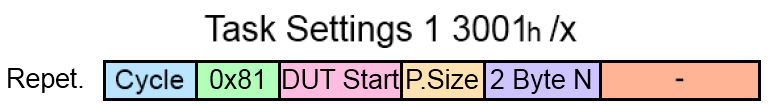 Task Settings 1 3001h /x
Repet. Cycle 0x81 DUT Start P.Size 2 Byte N -